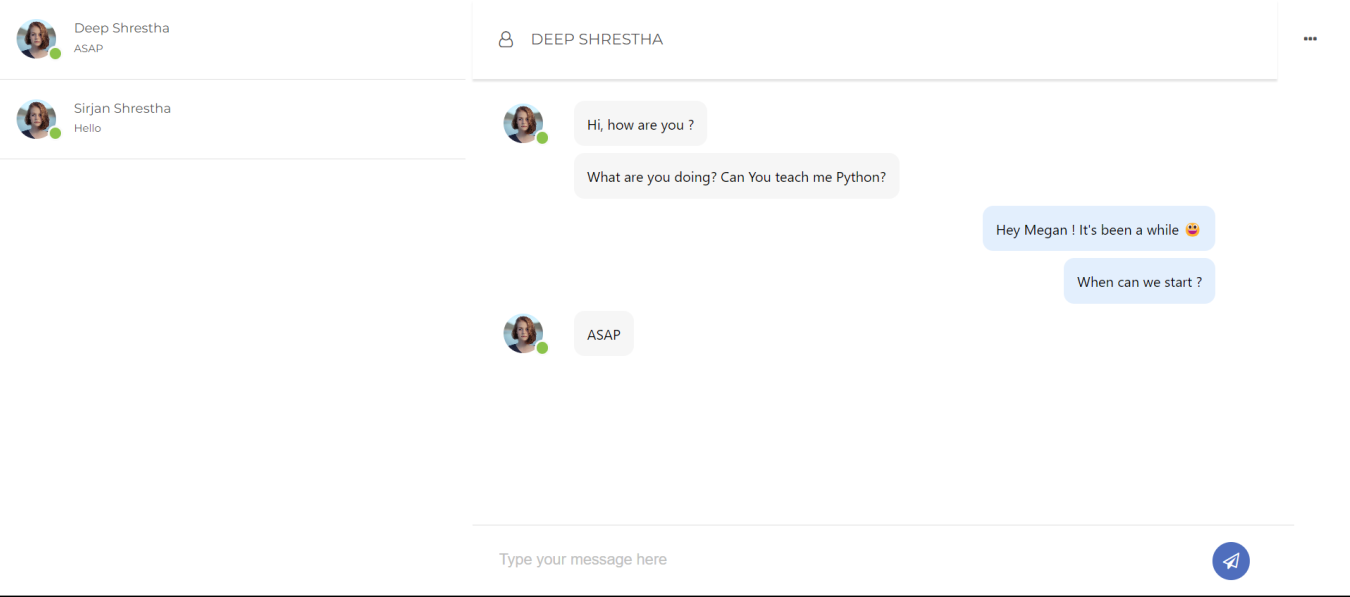 Deep Shrestha
ASAP
Sirjan Shrestha
Hello
DEEP SHRESTHA
Hi, how are you ?
What are you doing? Can You teach me Python?
Hey Megan ! It's been a while 😀
When can we start ?
ASAP
Type your message here